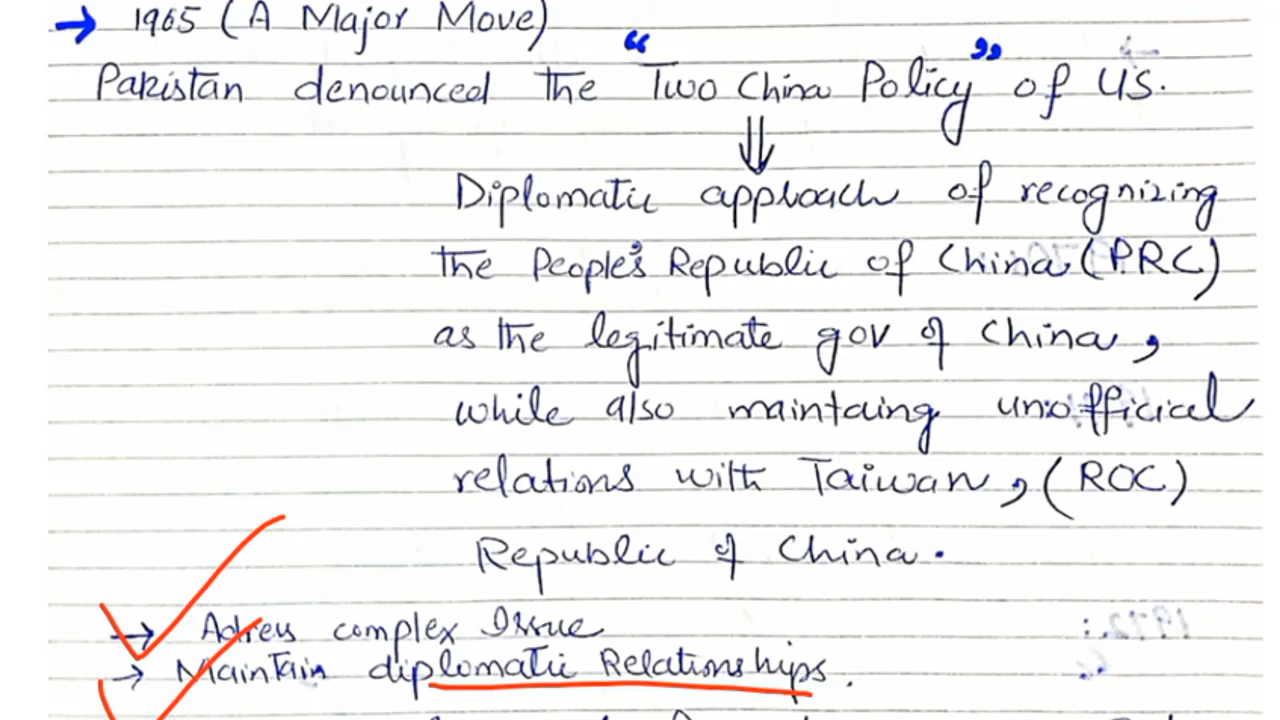 → 1965 (A Major Move)
Pakistan denounced the "Two China Policy" of US.
⇓
Diplomatic approach of recognizing
the People's Republic of China (PRC)
as the legitimate gov of China,
while also maintaing unofficial
relations with Taiwan, (ROC)
Republic of China.
→ Adress complex Issue
→ Maintain diplomatic Relationships.